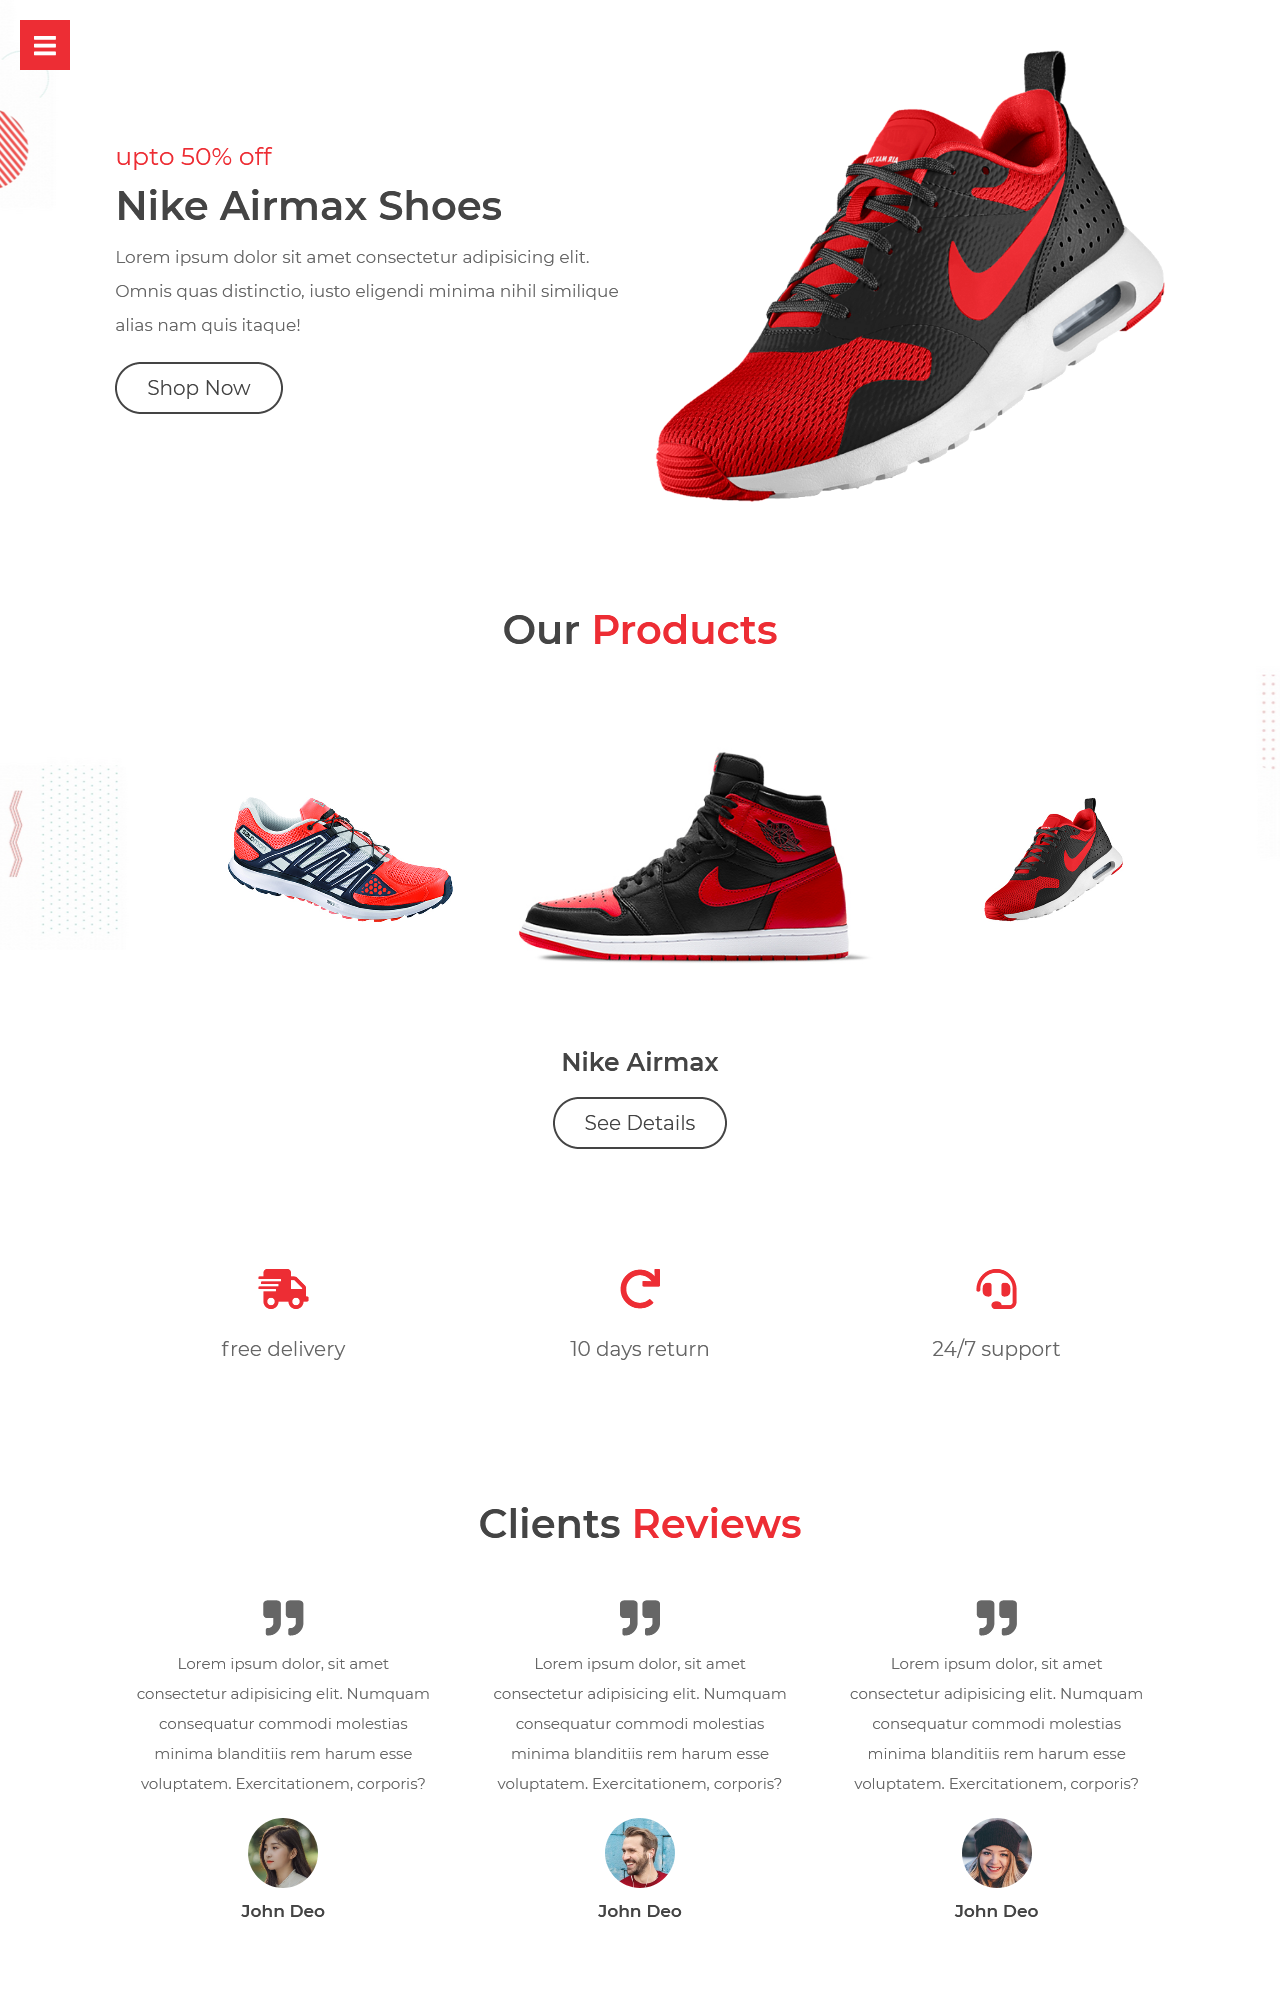 upto 50% off
Nike Airmax Shoes
Lorem ipsum dolor sit amet consectetur adipisicing elit.
Omnis quas distinctio, iusto eligendi minima nihil similique
alias nam quis itaque!
Shop Now
Our Products
Nike Airmax
See Details
free delivery
10 days return
24/7 support
Clients Reviews
Lorem ipsum dolor, sit amet
consectetur adipisicing elit. Numquam
consequatur commodi molestias
minima blanditiis rem harum esse
voluptatem. Exercitationem, corporis?
John Deo
Lorem ipsum dolor, sit amet
consectetur adipisicing elit. Numquam
consequatur commodi molestias
minima blanditiis rem harum esse
voluptatem. Exercitationem, corporis?
John Deo
Lorem ipsum dolor, sit amet
consectetur adipisicing elit. Numquam
consequatur commodi molestias
minima blanditiis rem harum esse
voluptatem. Exercitationem, corporis?
John Deo